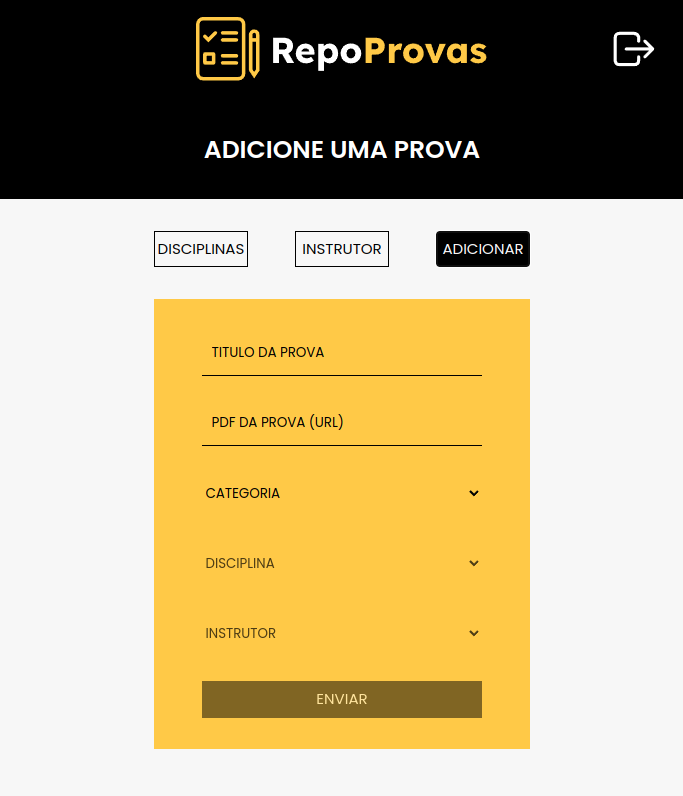 RepoProvas
ADICIONE UMA PROVA
DISCIPLINAS INSTRUTOR ADICIONAR
TITULO DA PROVA
PDF DA PROVA (URL)
CATEGORIA
DISCIPLINA
INSTRUTOR
ENVIAR